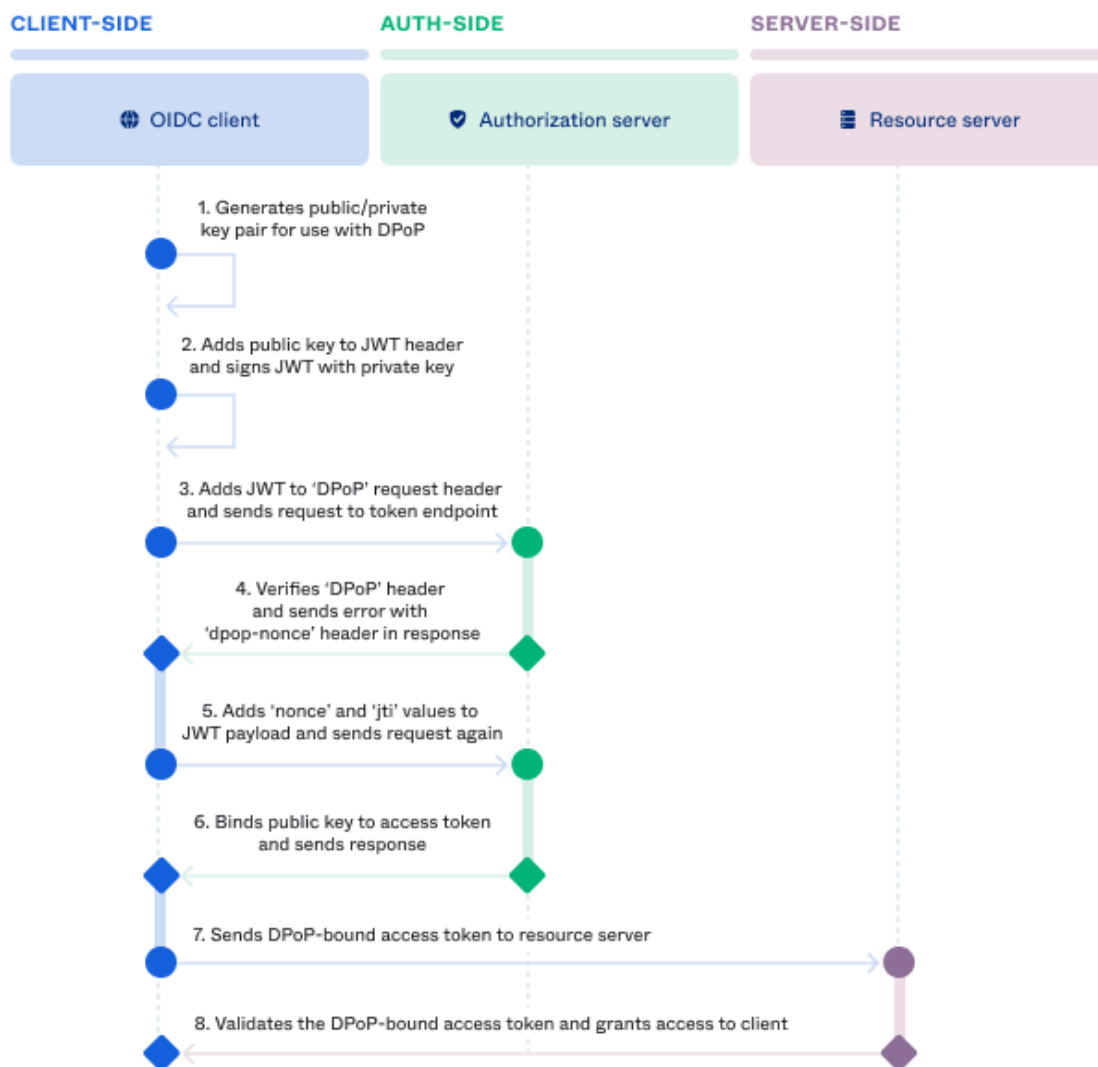 CLIENT-SIDE
AUTH-SIDE
SERVER-SIDE
OIDC client
Authorization server
Resource server
1. Generates public/private
key pair for use with DPoP
2. Adds public key to JWT header
and signs JWT with private key
3. Adds JWT to ‘DPoP’ request header
and sends request to token endpoint
4. Verifies ‘DPoP’ header
and sends error with
‘dpop-nonce’ header in response
5. Adds ‘nonce’ and ‘jti’ values to
JWT payload and sends request again
6. Binds public key to access token
and sends response
7. Sends DPoP-bound access token to resource server
8. Validates the DPoP-bound access token and grants access to client